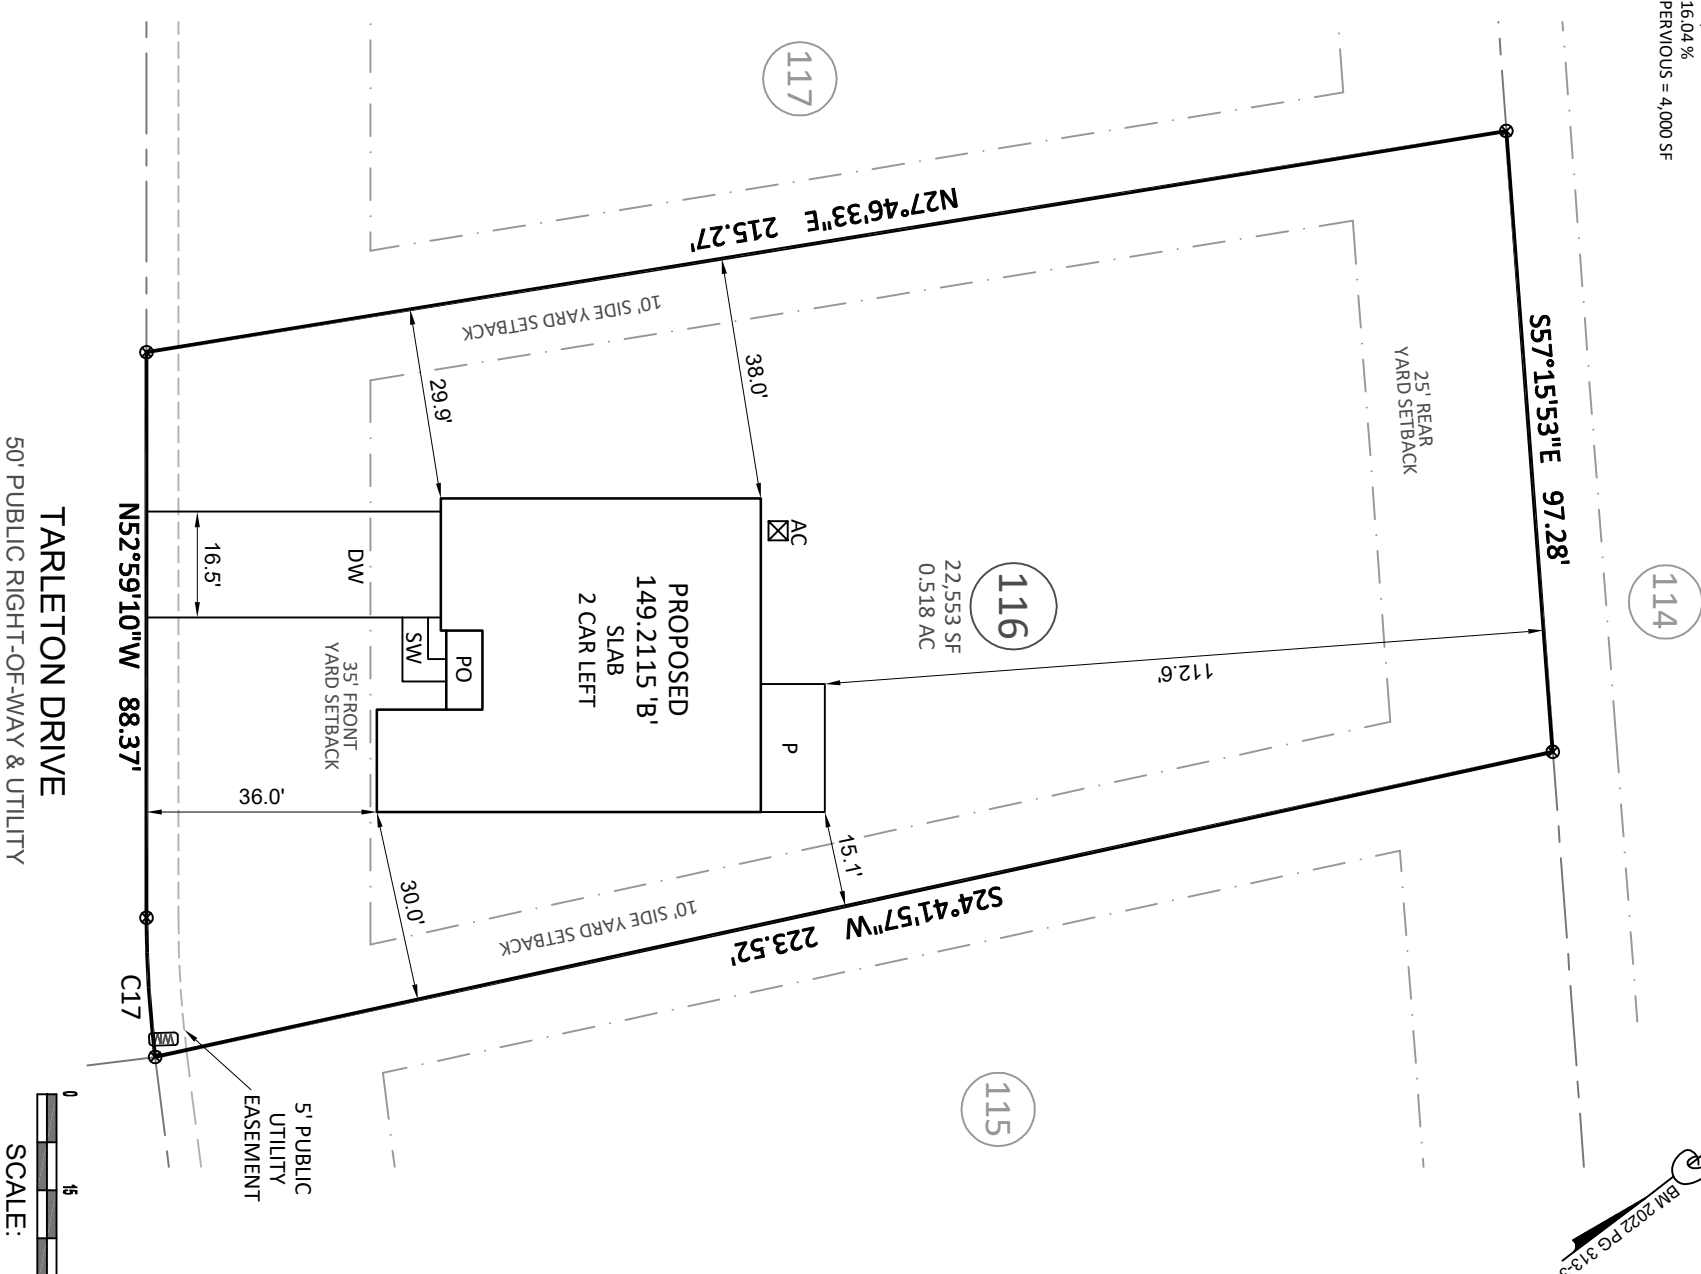 16.04 %
PERVIOUS = 4,000 SF
117
N27°46'33"E 215.27'
10' SIDE YARD SETBACK
38.0'
29.9'
S57°15'53"E 97.28'
25' REAR
YARD SETBACK
114
AC
116
22,553 SF
0.518 AC
112.6'
PROPOSED
149.2115 'B'
SLAB
2 CAR LEFT
P
PO
SW
DW
16.5'
35' FRONT
YARD SETBACK
36.0'
30.0'
15.1'
10' SIDE YARD SETBACK
S24°41'57"W 223.52'
N52°59'10"W 88.37'
C17
WM
TARLETON DRIVE
50' PUBLIC RIGHT-OF-WAY & UTILITY
5' PUBLIC
UTILITY
EASEMENT
115
BM 2022 PG 313-
0 15
SCALE: